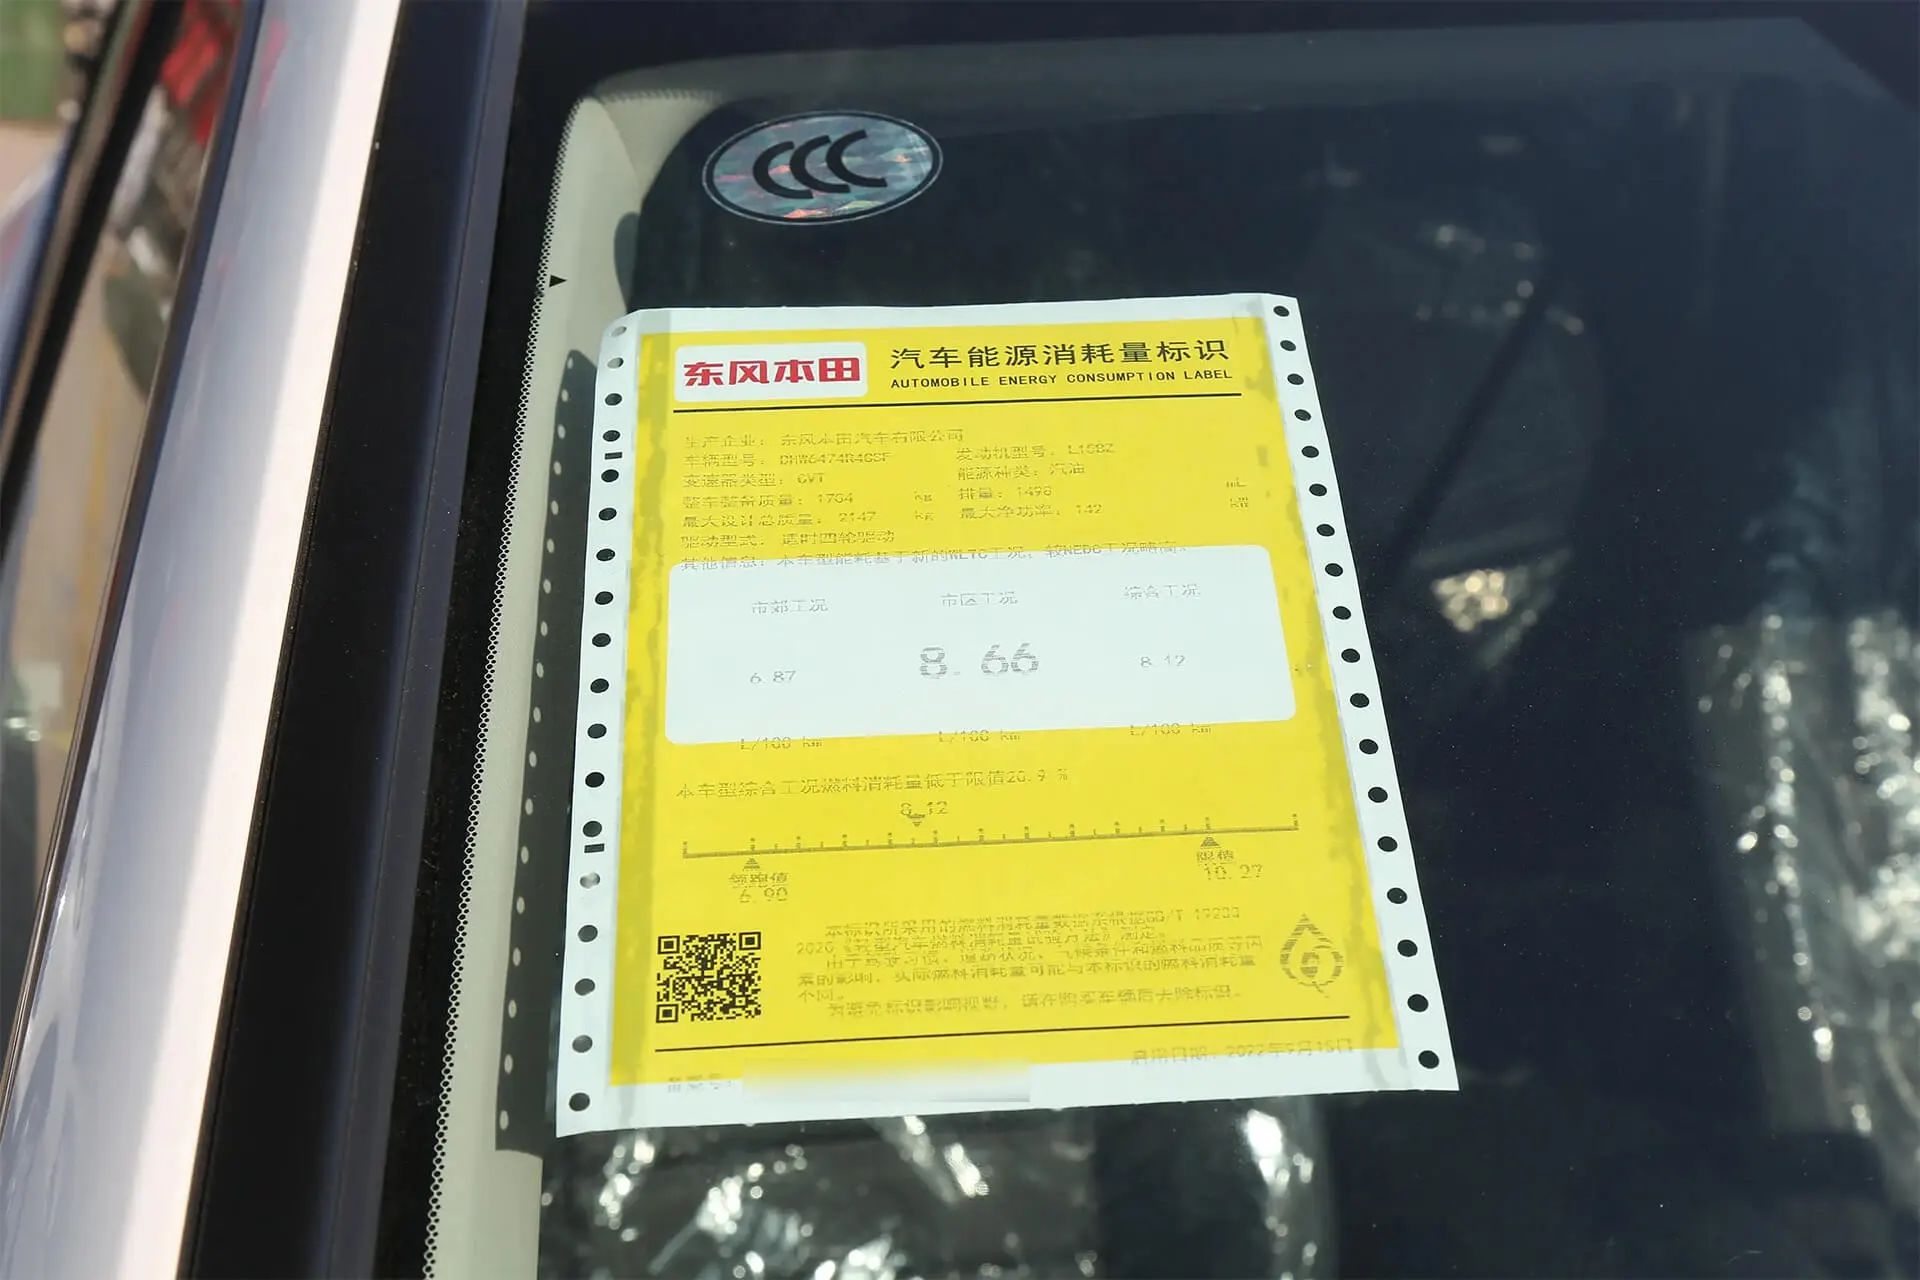 CCC
东风本田 汽车能源消耗量标识
AUTOMOBILE ENERGY CONSUMPTION LABEL
生产企业：东风本田汽车有限公司
车辆型号：DHW6474R4GSF 发动机型号：L15BZ
变速器类型：CVT 能源种类：汽油
整车整备质量：1704 kg 排量：1498 mL
最大设计总质量：2147 kg 最大净功率：142 kW
驱动型式：适时四轮驱动
其他信息：本车型能耗基于新的WLTC工况，较NEDC工况略高。
市郊工况 市区工况 综合工况
6.87 8.66 8.12
L/100 km L/100 km L/100 km
本车型综合工况燃料消耗量低于限值20.9 %
8.12
领跑值 限值
6.90 10.27
本标识所采用的燃料消耗量数据系根据GB/T 19233
2020《轻型汽车燃料消耗量试验方法》测定。
由于驾驶习惯、道路状况、气候条件和燃料品质等因
素的影响，实际燃料消耗量可能与本标识的燃料消耗量
不同。
为避免标识影响视野，请在购买车辆后去除标识。
备案号：
启用日期：2022年9月15日